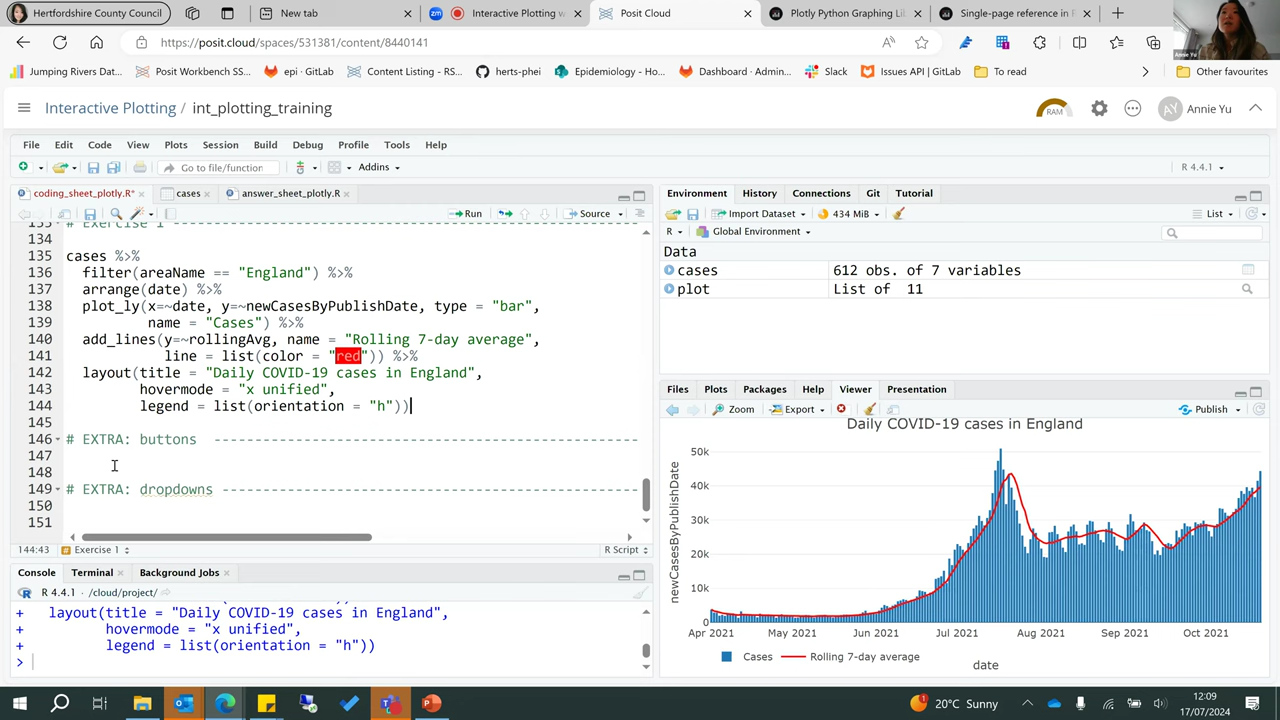 Hertfordshire County Council
New tab
Interactive Plotting w
Posit Cloud
Plotly Python Graphing Lib
Single-page reference in F
https://posit.cloud/spaces/531381/content/8440141
Jumping Rivers Dat...
Posit Workbench SS...
epi · GitLab
Content Listing - RS...
herts-phei
Epidemiology - Ho...
Dashboard · Admin...
Slack
Issues API | GitLab
To read
Other favourites
Annie Yu
Interactive Plotting / int_plotting_training
RAM
AY
Annie Yu
File Edit Code View Plots Session Build Debug Profile Tools Help
Go to file/function
Addins
R 4.4.1
coding_sheet_plotly.R*
cases
answer_sheet_plotly.R
Run
Source
133 # Exercise 1 ----
134
135 cases %>%
136 filter(areaName == "England") %>%
137 arrange(date) %>%
138 plot_ly(x=~date, y=~newCasesByPublishDate, type = "bar",
139 name = "Cases") %>%
140 add_lines(y=~rollingAvg, name = "Rolling 7-day average",
141 line = list(color = "red")) %>%
142 layout(title = "Daily COVID-19 cases in England",
143 hovermode = "x unified",
144 legend = list(orientation = "h"))
145
146 # EXTRA: buttons ----
147
148
149 # EXTRA: dropdowns ----
150
151
144:43
Exercise 1
R Script
Console Terminal Background Jobs
R 4.4.1 · /cloud/project/
+ layout(title = "Daily COVID-19 cases in England",
+ hovermode = "x unified",
+ legend = list(orientation = "h"))
>
Environment History Connections Git Tutorial
Import Dataset
434 MiB
List
R
Global Environment
Data
cases 612 obs. of 7 variables
plot List of 11
Files Plots Packages Help Viewer Presentation
Zoom
Export
Publish
Daily COVID-19 cases in England
newCasesByPublishDate
50k
40k
30k
20k
10k
0
Apr 2021 May 2021 Jun 2021 Jul 2021 Aug 2021 Sep 2021 Oct 2021
Cases
Rolling 7-day average
date
20°C Sunny
12:09
17/07/2024